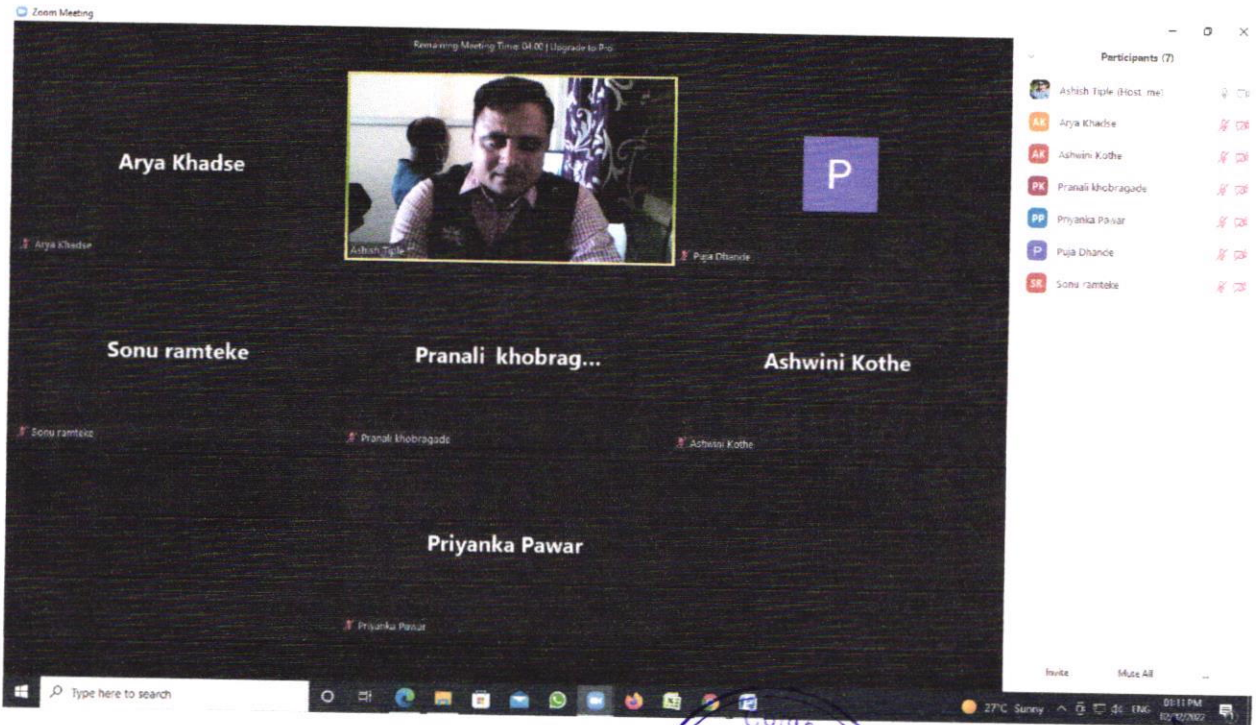 Zoom Meeting
Remaining Meeting Time: 04:00 | Upgrade to Pro
Arya Khadse
Arya Khadse
Ashish Tiple
P
Puja Dhande
Sonu ramteke
Sonu ramteke
Pranali khobrag...
Pranali khobragade
Ashwini Kothe
Ashwini Kothe
Priyanka Pawar
Priyanka Pawar
Participants (7)
Ashish Tiple (Host, me)
AK Arya Khadse
AK Ashwini Kothe
PK Pranali khobragade
PP Priyanka Pawar
P Puja Dhande
SR Sonu ramteke
Invite Mute All ...
Type here to search
27°C Sunny ENG 01:11 PM